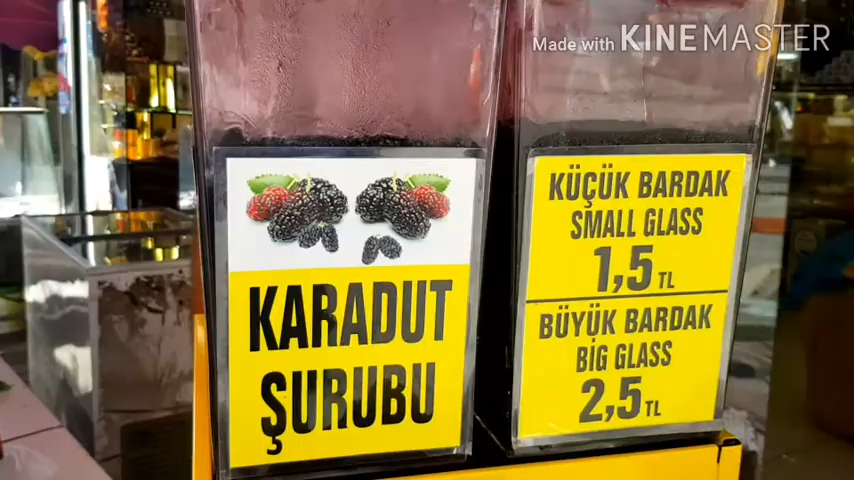 Made with KINEMASTER
KARADUT
ŞURUBU
KÜÇÜK BARDAK
SMALL GLASS
1,5 TL
BÜYÜK BARDAK
BIG GLASS
2,5 TL